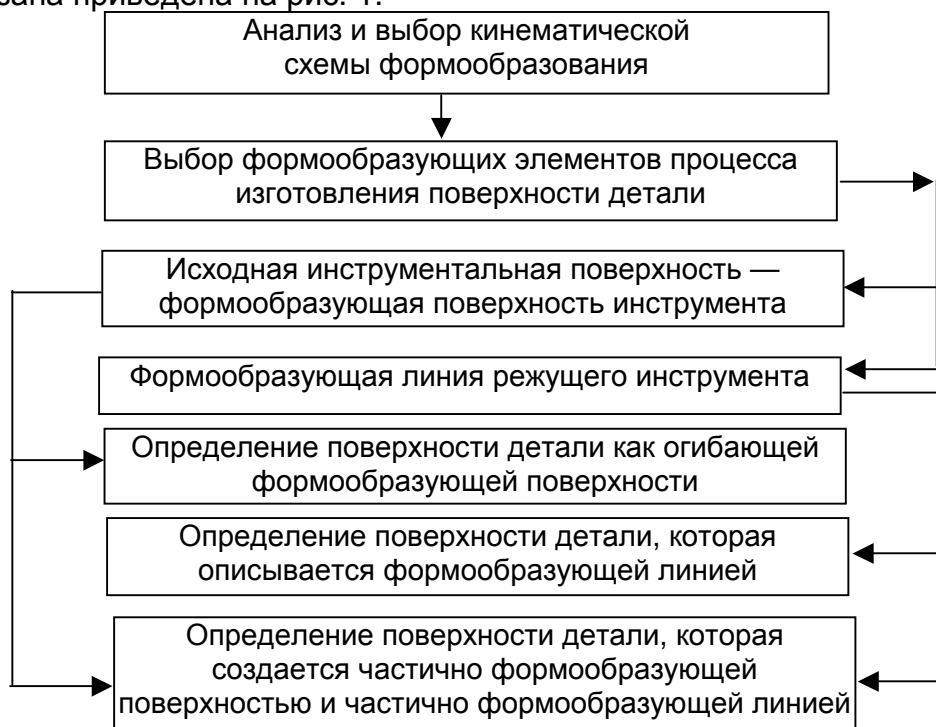 приведена на рис. 1.
Анализ и выбор кинематической
схемы формообразования
Выбор формообразующих элементов процесса
изготовления поверхности детали
Исходная инструментальная поверхность —
формообразующая поверхность инструмента
Формообразующая линия режущего инструмента
Определение поверхности детали как огибающей
формообразующей поверхности
Определение поверхности детали, которая
описывается формообразующей линией
Определение поверхности детали, которая
создается частично формообразующей
поверхностью и частично формообразующей линией